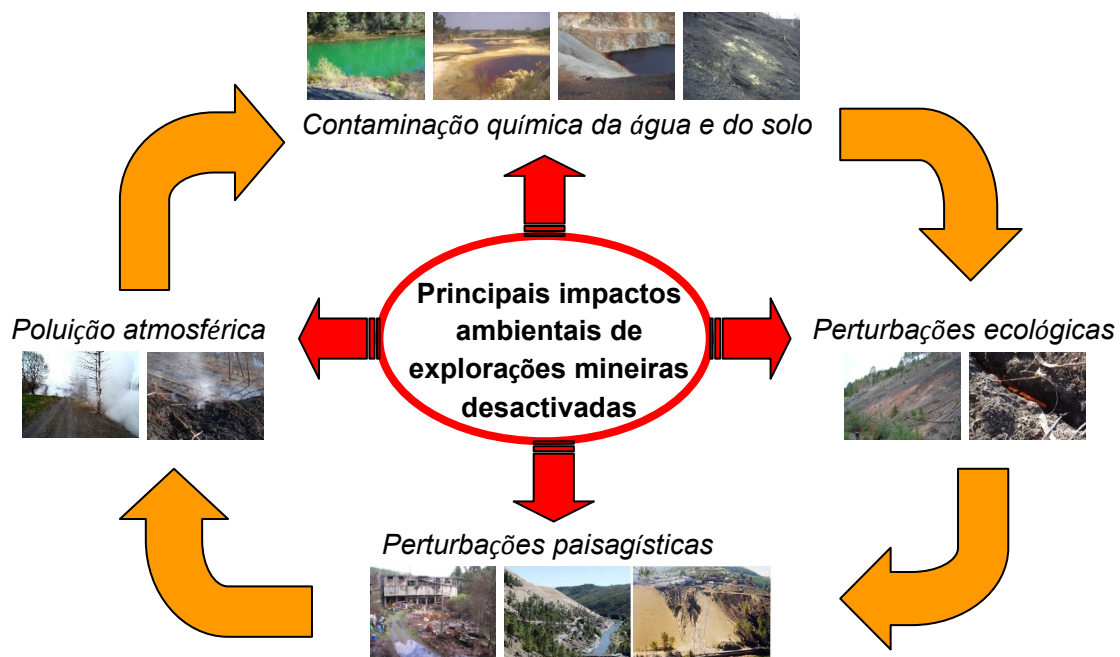 Contaminação química da água e do solo
Principais impactos
ambientais de
explorações mineiras
desactivadas
Poluição atmosférica
Perturbações ecológicas
Perturbações paisagísticas